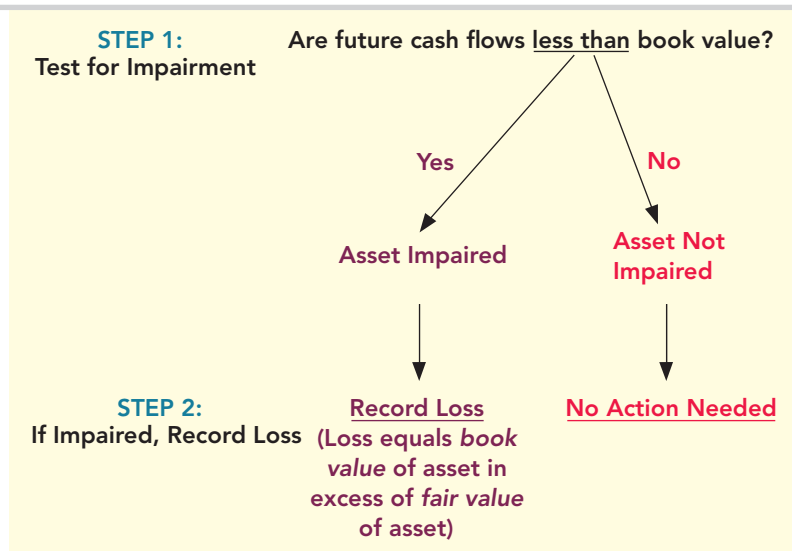 STEP 1:
Test for Impairment
Are future cash flows less than book value?
Yes
No
Asset Impaired
Asset Not
Impaired
STEP 2:
If Impaired, Record Loss
Record Loss
(Loss equals book
value of asset in
excess of fair value
of asset)
No Action Needed